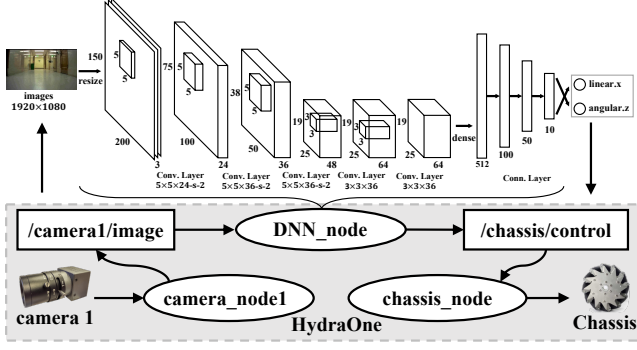 images
1920×1080
resize
150
200
5
5
3
75
100
5
5
24
38
50
5
5
36
19
25
3
3
48
19
25
3
3
64
19
25
64
Conv. Layer
5×5×24-s-2
Conv. Layer
5×5×36-s-2
Conv. Layer
5×5×36-s-2
Conv. Layer
3×3×36
Conv. Layer
3×3×36
dense
512
100
50
10
Conn. Layer
linear.x
angular.z
/camera1/image
DNN_node
/chassis/control
camera 1
camera_node1
chassis_node
Chassis
HydraOne